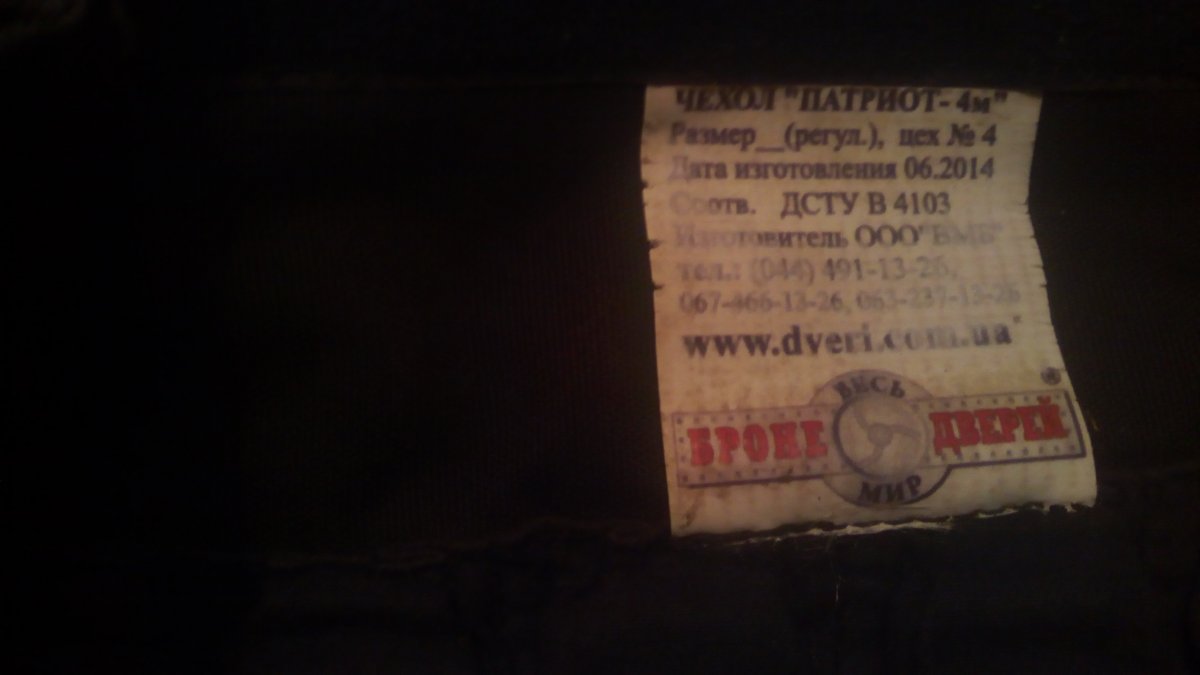 ЧЕХОЛ "ПАТРИОТ- 4м"
Размер__(регул.), цех № 4
Дата изготовления 06.2014
Соотв. ДСТУ В 4103
Изготовитель ООО"ВМБ"
тел.: (044) 491-13-26,
067-466-13-26, 063-237-13-26
www.dveri.com.ua
ВЕСЬ
БРОНЕ ДВЕРЕЙ
МИР